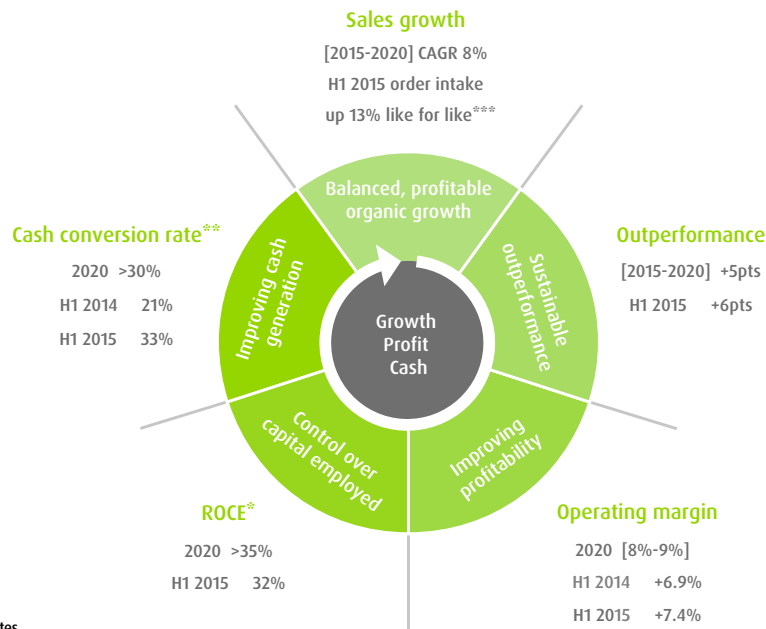 Sales growth
[2015-2020] CAGR 8%
H1 2015 order intake
up 13% like for like***
Balanced, profitable
organic growth
Cash conversion rate**
2020 >30%
H1 2014 21%
H1 2015 33%
Improving cash
generation
Sustainable
outperformance
Outperformance
[2015-2020] +5pts
H1 2015 +6pts
Growth
Profit
Cash
Control over
capital employed
Improving
profitability
ROCE*
2020 >35%
H1 2015 32%
Operating margin
2020 [8%-9%]
H1 2014 +6.9%
H1 2015 +7.4%